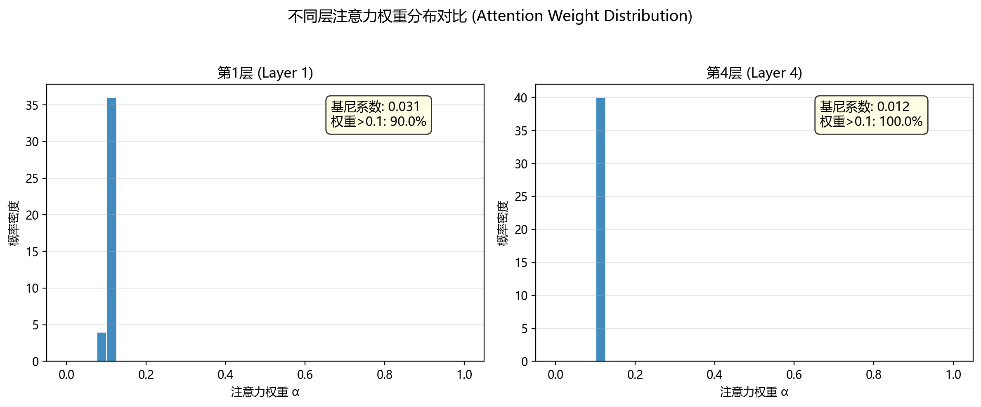 不同层注意力权重分布对比 (Attention Weight Distribution)
第1层 (Layer 1)
基尼系数: 0.031
权重>0.1: 90.0%
概率密度
35
30
25
20
15
10
5
0
0.0 0.2 0.4 0.6 0.8 1.0
注意力权重 α
第4层 (Layer 4)
基尼系数: 0.012
权重>0.1: 100.0%
概率密度
40
35
30
25
20
15
10
5
0
0.0 0.2 0.4 0.6 0.8 1.0
注意力权重 α